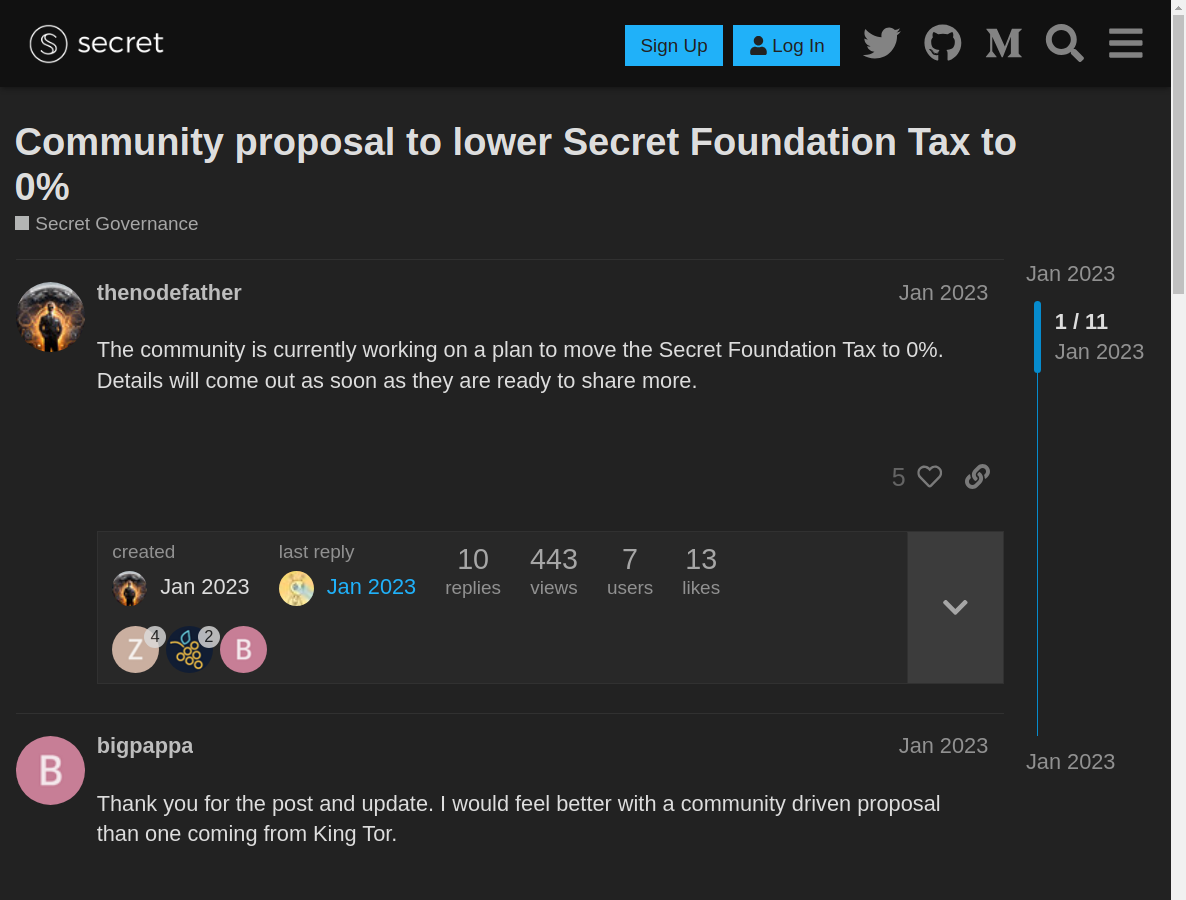 secret
Sign Up
Log In
Community proposal to lower Secret Foundation Tax to
0%
Secret Governance
Jan 2023
1 / 11
Jan 2023
thenodefather
Jan 2023
The community is currently working on a plan to move the Secret Foundation Tax to 0%.
Details will come out as soon as they are ready to share more.
5
created
Jan 2023
last reply
Jan 2023
10
replies
443
views
7
users
13
likes
Z 4
2
B
B
bigpappa
Jan 2023
Jan 2023
Thank you for the post and update. I would feel better with a community driven proposal
than one coming from King Tor.